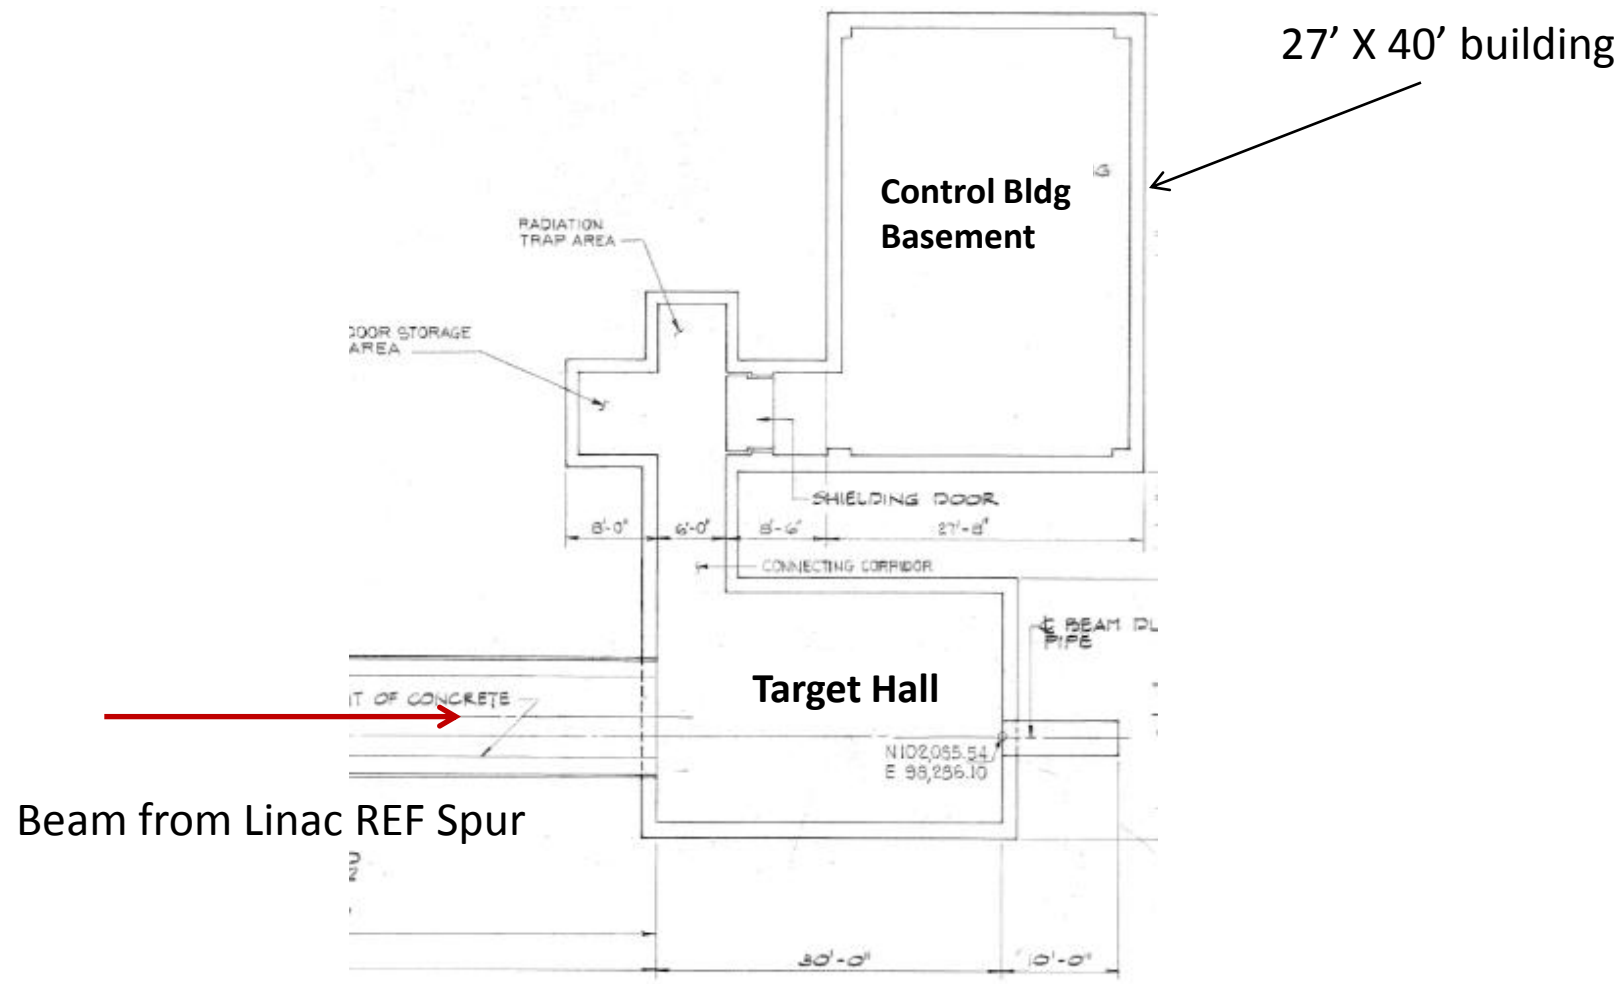 27’ X 40’ building
Control Bldg
Basement
RADIATION
TRAP AREA
DOOR STORAGE
AREA
SHIELDING DOOR
8'-0"
6'-0"
8'-6"
27'-8"
CONNECTING CORRIDOR
℄ BEAM DU
PIPE
Target Hall
OF CONCRETE
N102,055.54
E 98,236.10
Beam from Linac REF Spur
30'-0"
10'-0"